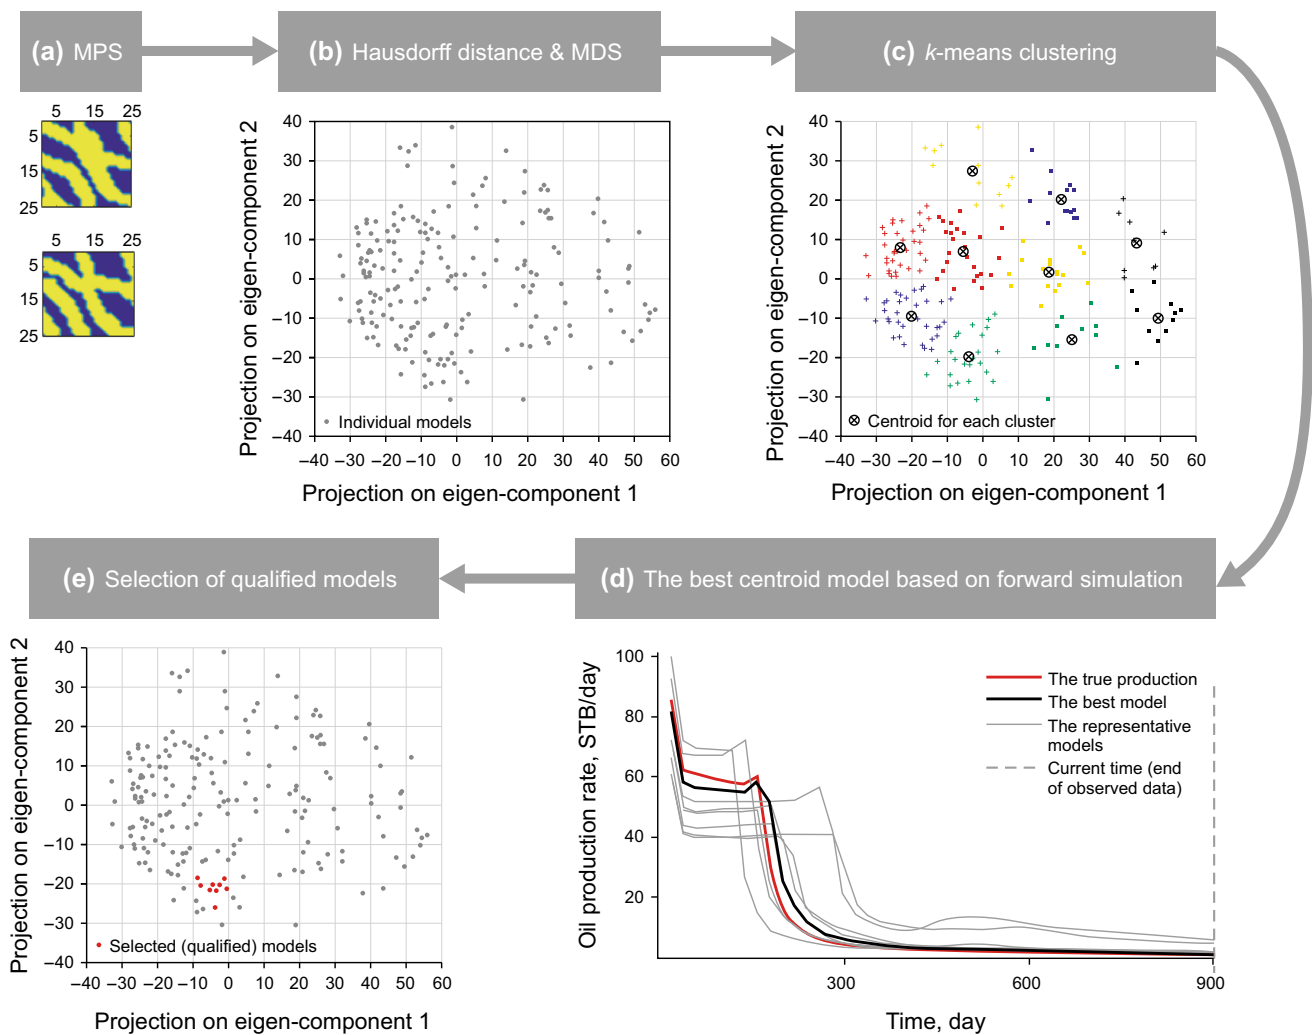 (a) MPS
(b) Hausdorff distance & MDS
(c) k-means clustering
5 15 25
5
15
25
5 15 25
5
15
25
Projection on eigen-component 2
40
30
20
10
0
−10
−20
−30
−40
Individual models
−40 −30 −20 −10 0 10 20 30 40 50 60
Projection on eigen-component 1
Projection on eigen-component 2
40
30
20
10
0
−10
−20
−30
−40
Centroid for each cluster
−40 −30 −20 −10 0 10 20 30 40 50 60
Projection on eigen-component 1
(e) Selection of qualified models
(d) The best centroid model based on forward simulation
Projection on eigen-component 2
40
30
20
10
0
−10
−20
−30
−40
Selected (qualified) models
−40 −30 −20 −10 0 10 20 30 40 50 60
Projection on eigen-component 1
Oil production rate, STB/day
100
80
60
40
20
The true production
The best model
The representative
models
Current time (end
of observed data)
300 600 900
Time, day